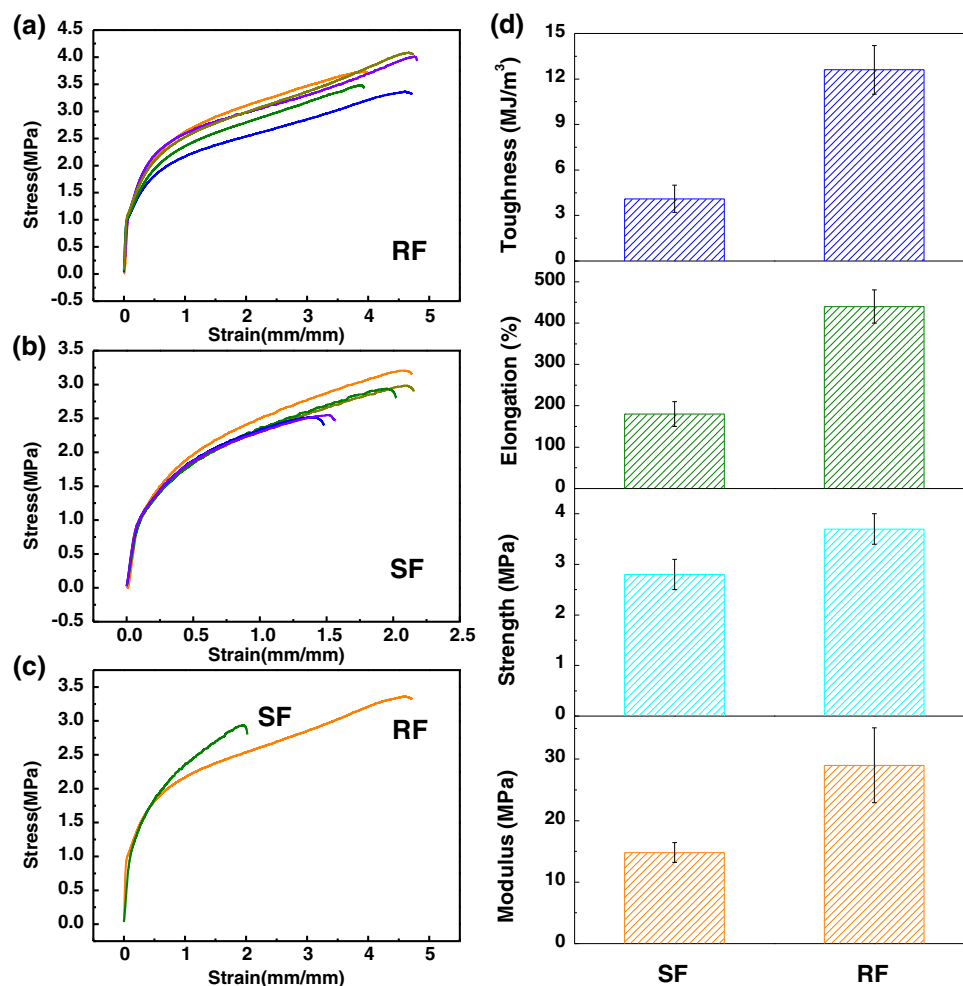 (a)
4.5
4.0
3.5
3.0
2.5
2.0
1.5
1.0
0.5
0.0
-0.5
Stress(MPa)
RF
0 1 2 3 4 5
Strain(mm/mm)
(b)
3.5
3.0
2.5
2.0
1.5
1.0
0.5
0.0
-0.5
Stress(MPa)
SF
0.0 0.5 1.0 1.5 2.0 2.5
Strain(mm/mm)
(c)
3.5
3.0
2.5
2.0
1.5
1.0
0.5
0.0
Stress(MPa)
SF
RF
0 1 2 3 4 5
Strain(mm/mm)
(d)
15
12
9
6
3
0
Toughness (MJ/m³)
500
400
300
200
100
0
Elongation (%)
4
3
2
1
0
Strength (MPa)
30
20
10
0
Modulus (MPa)
SF RF